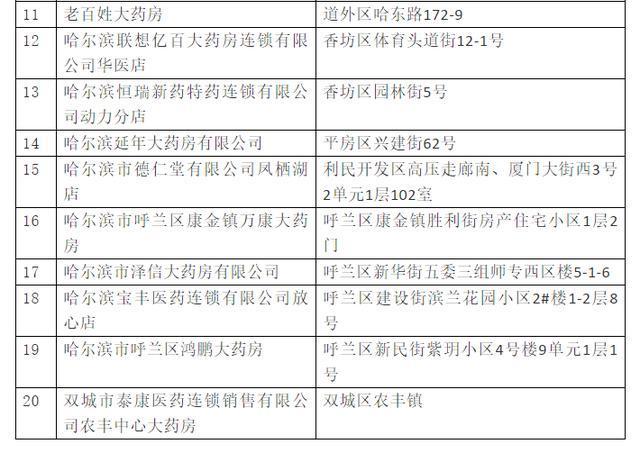 11 老百姓大药房 道外区哈东路172-9
12 哈尔滨联想亿百大药房连锁有限 香坊区体育头道街12-1号
公司华医店
13 哈尔滨恒瑞新药特药连锁有限公 香坊区园林街5号
司动力分店
14 哈尔滨延年大药房有限公司 平房区兴建街62号
15 哈尔滨市德仁堂有限公司凤栖湖 利民开发区高压走廊南、厦门大街西3号
店 2单元1层102室
16 哈尔滨市呼兰区康金镇万康大药 呼兰区康金镇胜利街房产住宅小区1层2
房 门
17 哈尔滨市泽信大药房有限公司 呼兰区新华街五委三组师专西区楼5-1-6
18 哈尔滨宝丰医药连锁有限公司放 呼兰区建设街滨兰花园小区2#楼1-2层8
心店 号
19 哈尔滨市呼兰区鸿鹏大药房 呼兰区新民街紫玥小区4号楼9单元1层1
号
20 双城市泰康医药连锁销售有限公 双城区农丰镇
司农丰中心大药房